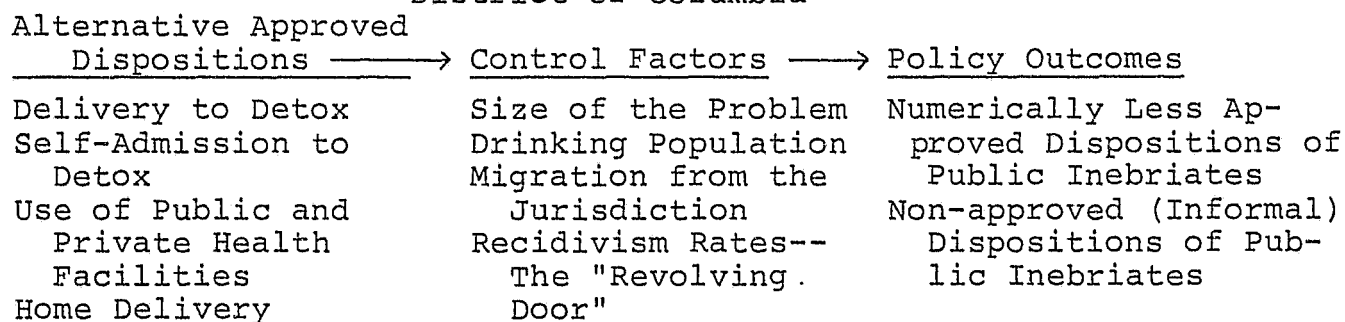 Alternative Approved
Dispositions ⟶ Control Factors ⟶ Policy Outcomes
Delivery to Detox Size of the Problem Numerically Less Ap-
Self-Admission to Drinking Population proved Dispositions of
Detox Migration from the Public Inebriates
Use of Public and Jurisdiction Non-approved (Informal)
Private Health Recidivism Rates-- Dispositions of Pub-
Facilities The "Revolving. lic Inebriates
Home Delivery Door"